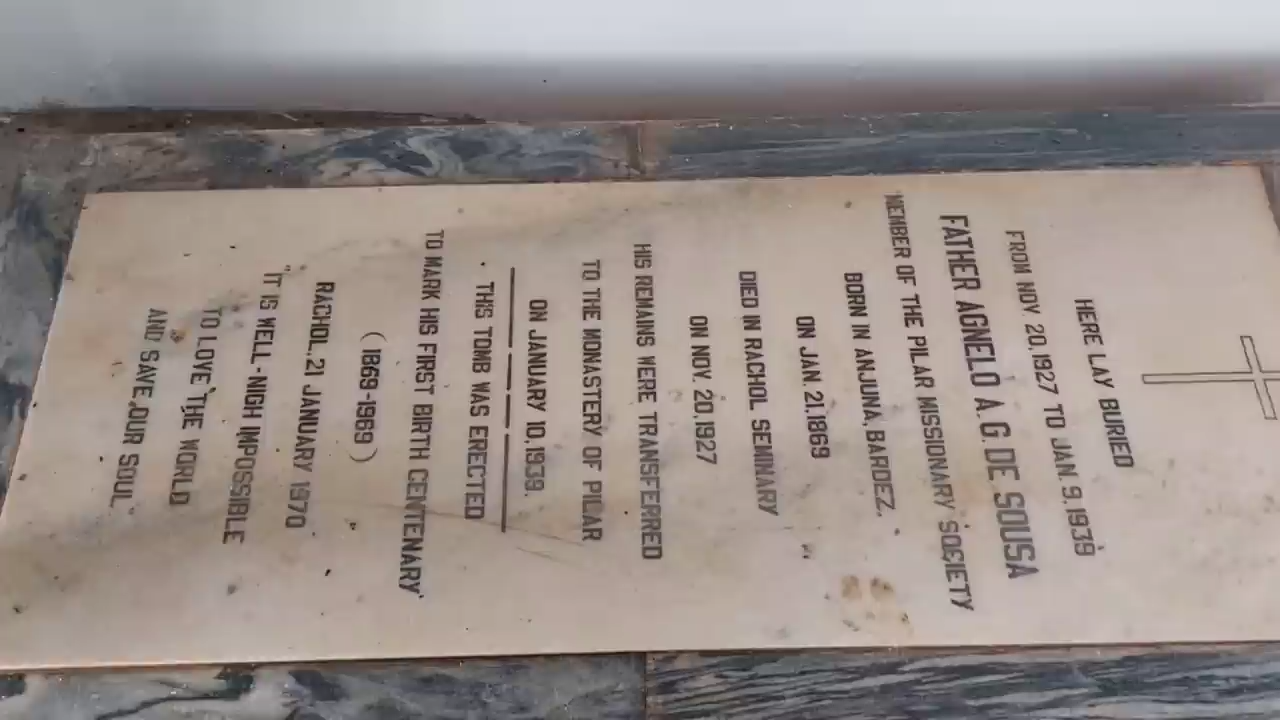 HERE LAY BURIED
FROM NOV 20,1927 TO JAN. 9,1939
FATHER AGNELO A.G. DE SOUSA
MEMBER OF THE PILAR MISSIONARY SOCIETY
BORN IN ANJUNA, BARDEZ,
ON JAN. 21.1869
DIED IN RACHOL SEMINARY
ON NOV. 20,1927
HIS REMAINS WERE TRANSFERRED
TO THE MONASTERY OF PILAR
ON JANUARY 10,1939.
THIS TOMB WAS ERECTED
TO MARK HIS FIRST BIRTH CENTENARY
( 1869-1969 )
RACHOL, 21 JANUARY 1970
"IT IS WELL-NIGH IMPOSSIBLE
TO LOVE THE WORLD
AND SAVE OUR SOUL